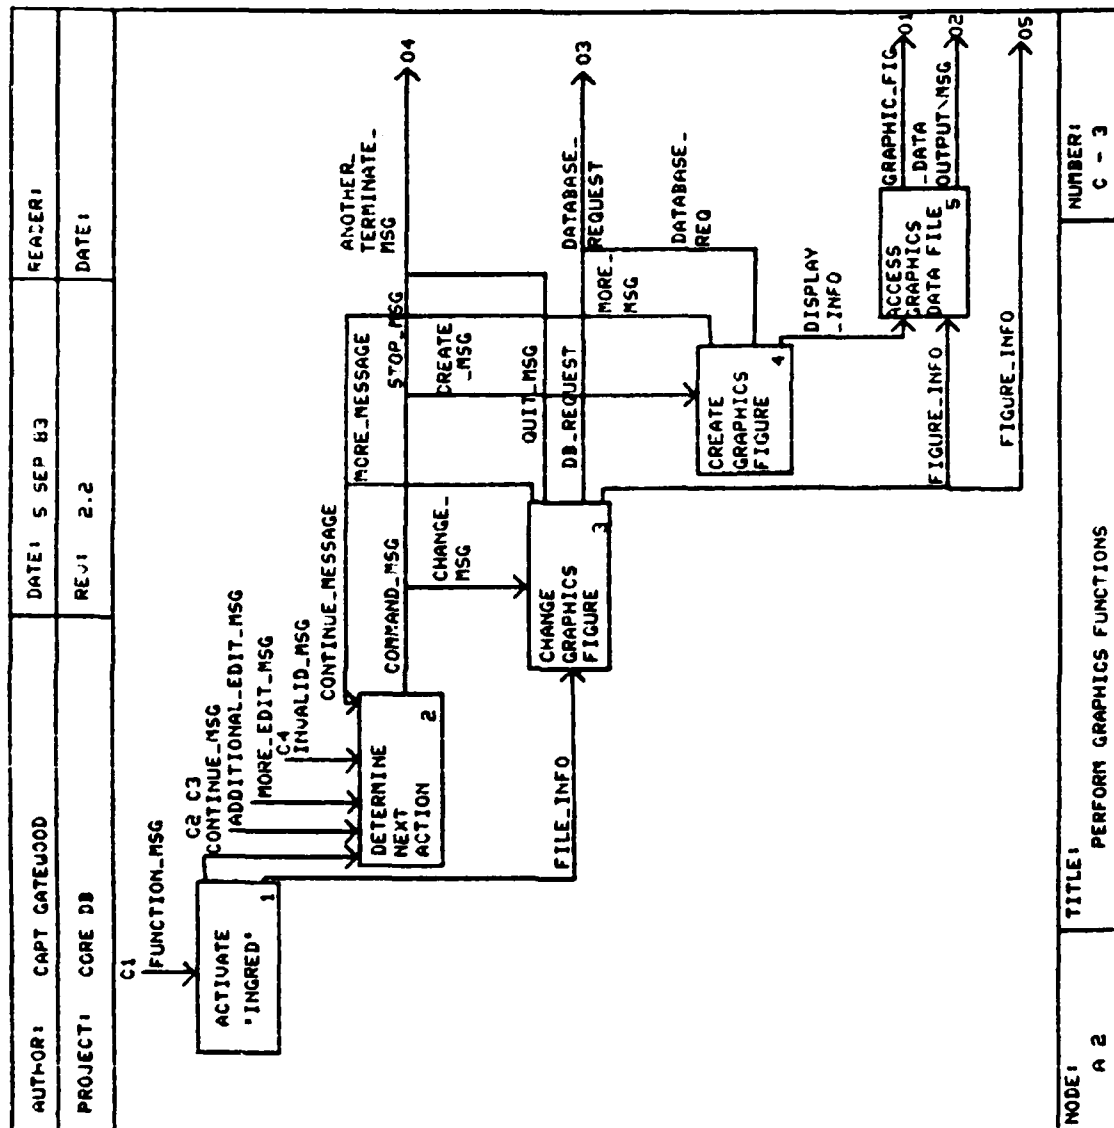 AUTHOR: CAPT GATEWOOD
DATE: 5 SEP 83
READER:
PROJECT: CORE DB
REV: 2.2
DATE:
C1
FUNCTION_MSG
ACTIVATE
'INGRED'
1
C2 C3
CONTINUE_MSG
ADDITIONAL_EDIT_MSG
MORE_EDIT_MSG
C4
INVALID_MSG
CONTINUE_MESSAGE
MORE_MESSAGE
DETERMINE
NEXT
ACTION
2
COMMAND_MSG
STOP_MSG
ANOTHER_
TERMINATE_
MSG
O4
CHANGE_
MSG
CREATE
_MSG
QUIT_MSG
FILE_INFO
CHANGE
GRAPHICS
FIGURE
3
DB_REQUEST
DATABASE_
REQUEST
O3
MORE_
MSG
DATABASE_
REQ
CREATE
GRAPHICS
FIGURE
4
DISPLAY
_INFO
FIGURE_INFO
ACCESS
GRAPHICS
DATA FILE
5
GRAPHIC_FIG
_DATA
O1
OUTPUT\MSG
O2
FIGURE_INFO
O5
NODE:
A 2
TITLE:
PERFORM GRAPHICS FUNCTIONS
NUMBER:
C - 3